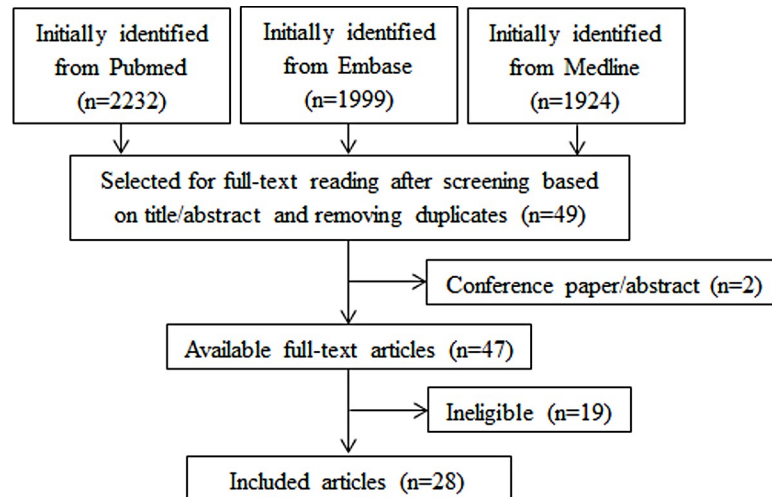 Initially identified
from Pubmed
(n=2232)
Initially identified
from Embase
(n=1999)
Initially identified
from Medline
(n=1924)
Selected for full-text reading after screening based
on title/abstract and removing duplicates (n=49)
Conference paper/abstract (n=2)
Available full-text articles (n=47)
Ineligible (n=19)
Included articles (n=28)